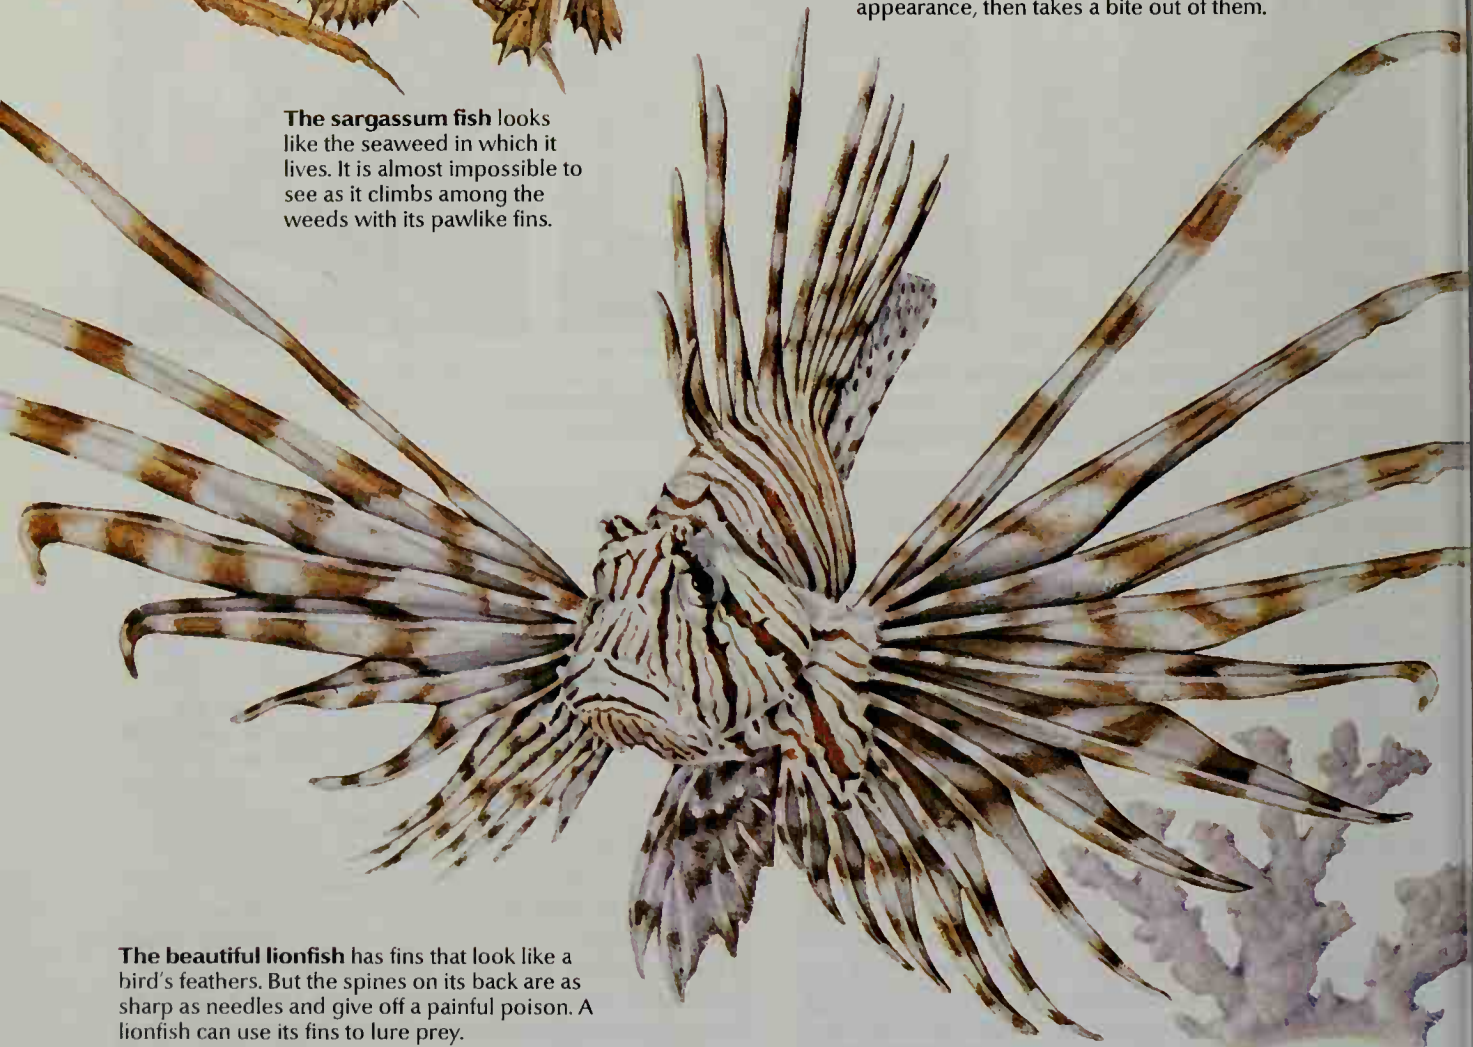 appearance, then takes a bite out of them.
The sargassum fish looks
like the seaweed in which it
lives. It is almost impossible to
see as it climbs among the
weeds with its pawlike fins.
The beautiful lionfish has fins that look like a
bird's feathers. But the spines on its back are as
sharp as needles and give off a painful poison. A
lionfish can use its fins to lure prey.